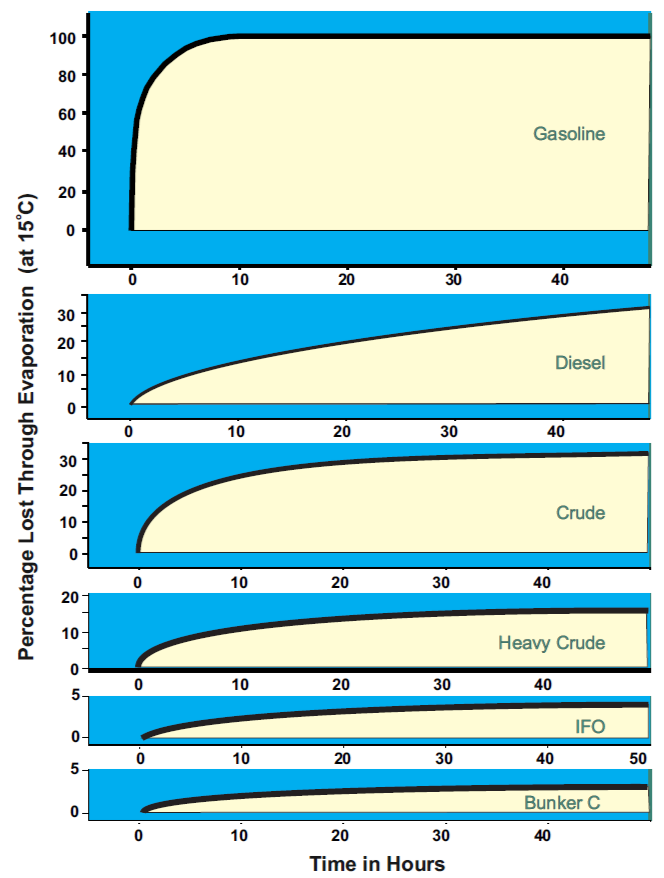 Percentage Lost Through Evaporation (at 15°C)
100
80
60
40
20
0
Gasoline
0 10 20 30 40
30
20
10
0
Diesel
0 10 20 30 40
30
20
10
0
Crude
0 10 20 30 40
20
10
0
Heavy Crude
0 10 20 30 40
5
0
IFO
0 10 20 30 40 50
5
0
Bunker C
0 10 20 30 40
Time in Hours